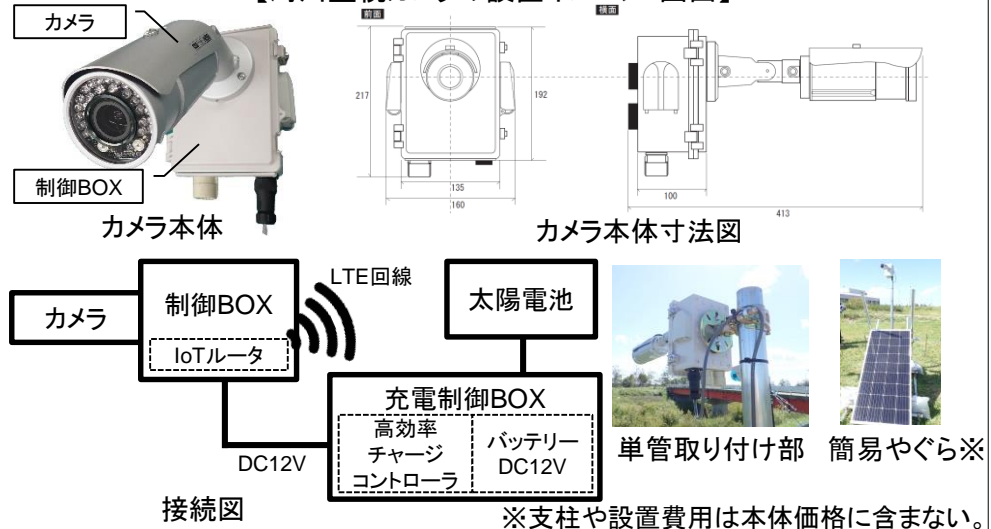 前面
横面
カメラ
制御BOX
カメラ本体
217
192
135
160
100
413
カメラ本体寸法図
カメラ
制御BOX
IoTルータ
LTE回線
太陽電池
充電制御BOX
高効率
チャージ
コントローラ
バッテリー
DC12V
DC12V
接続図
単管取り付け部
簡易やぐら※
※支柱や設置費用は本体価格に含まない。